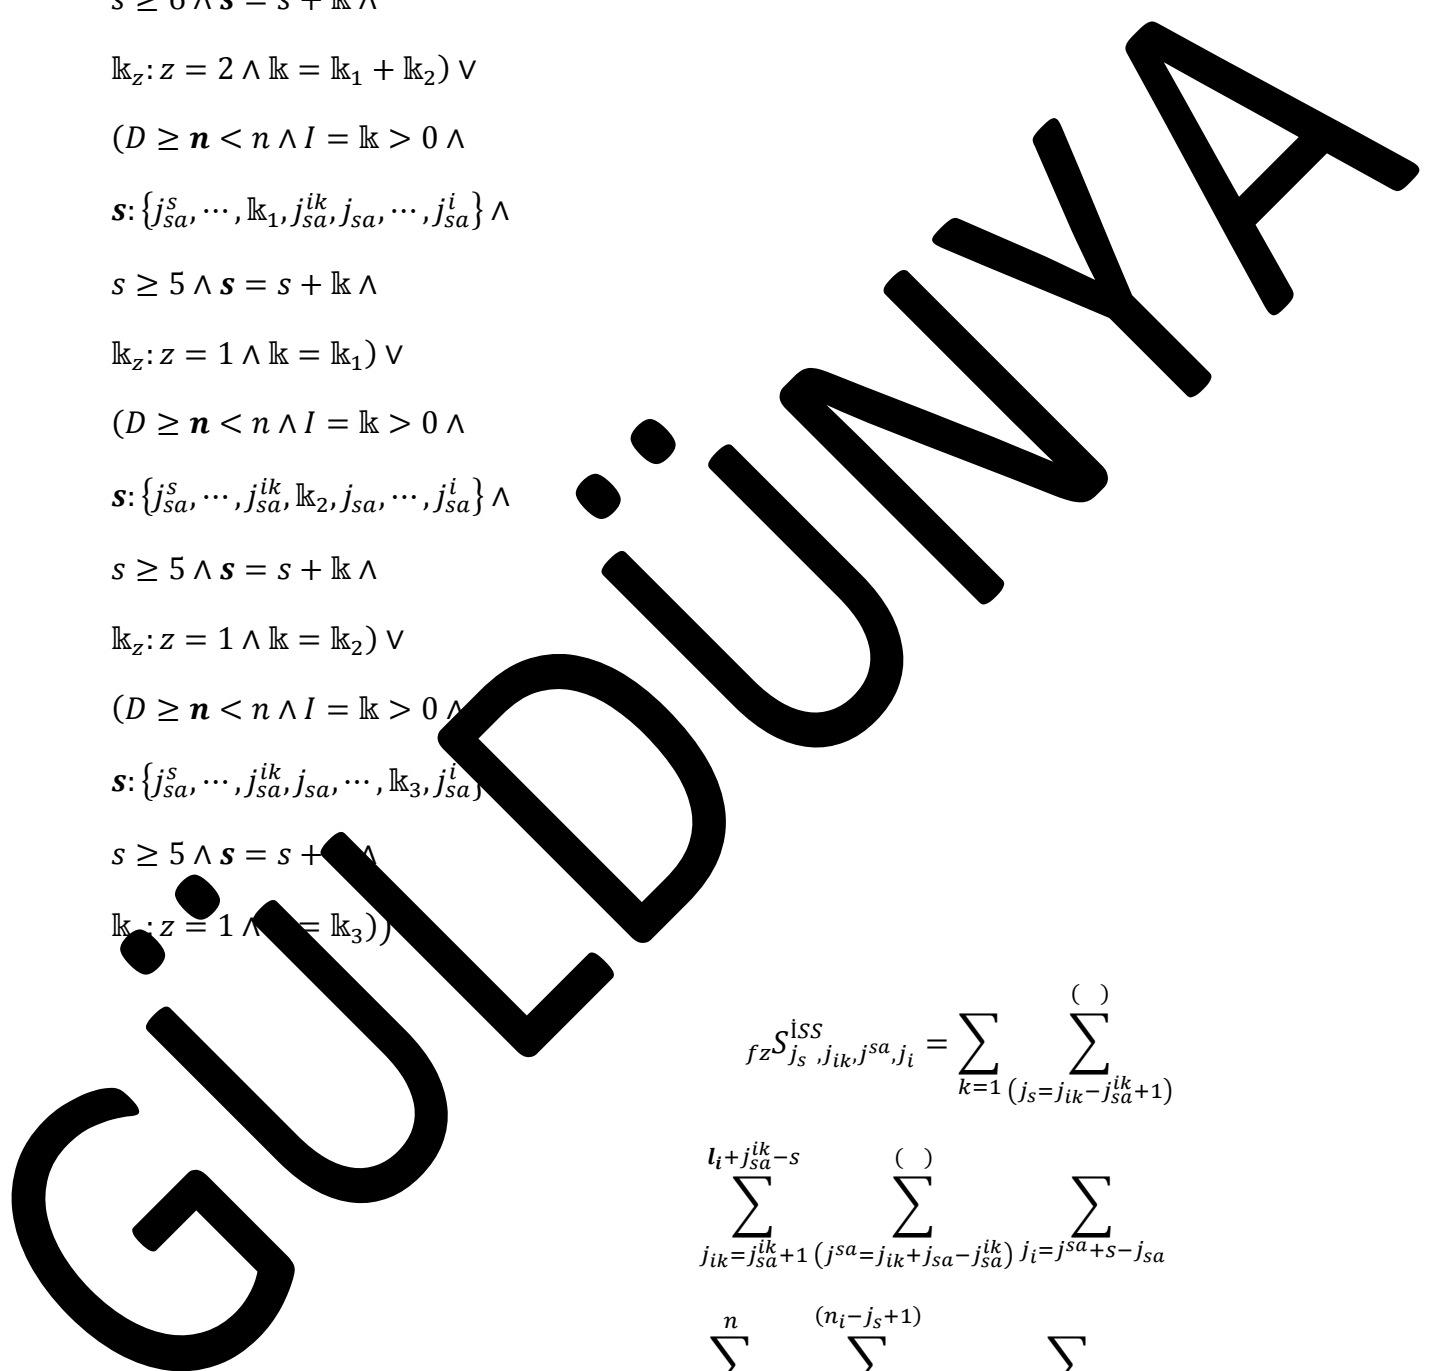 s ≥ 6 ∧ 𝒔 = s + 𝕜 ∧
𝕜_z: z = 2 ∧ 𝕜 = 𝕜_1 + 𝕜_2) ∨
(D ≥ 𝒏 < n ∧ I = 𝕜 > 0 ∧
𝒔: {j_{sa}^{s}, ⋯, 𝕜_1, j_{sa}^{ik}, j_{sa}, ⋯, j_{sa}^{i}} ∧
s ≥ 5 ∧ 𝒔 = s + 𝕜 ∧
𝕜_z: z = 1 ∧ 𝕜 = 𝕜_1) ∨
(D ≥ 𝒏 < n ∧ I = 𝕜 > 0 ∧
𝒔: {j_{sa}^{s}, ⋯, j_{sa}^{ik}, 𝕜_2, j_{sa}, ⋯, j_{sa}^{i}} ∧
s ≥ 5 ∧ 𝒔 = s + 𝕜 ∧
𝕜_z: z = 1 ∧ 𝕜 = 𝕜_2) ∨
(D ≥ 𝒏 < n ∧ I = 𝕜 > 0 ∧
𝒔: {j_{sa}^{s}, ⋯, j_{sa}^{ik}, j_{sa}, ⋯, 𝕜_3, j_{sa}^{i}}
s ≥ 5 ∧ 𝒔 = s + ∧
𝕜 : z = 1 ∧ = 𝕜_3))
_{fz}S_{j_s, j_{ik}, j^{sa}, j_i}^{İSS} = ∑_{k=1} ∑_{(j_s=j_{ik}-j_{sa}^{ik}+1)}^{( )}
∑_{j_{ik}=j_{sa}^{ik}+1}^{𝒍_𝒊+j_{sa}^{ik}-s} ∑_{(j^{sa}=j_{ik}+j_{sa}-j_{sa}^{ik})}^{( )} ∑_{j_i=j^{sa}+s-j_{sa}}
∑^{n} ∑^{(n_i-j_s+1)} ∑
GÜLDÜNYA